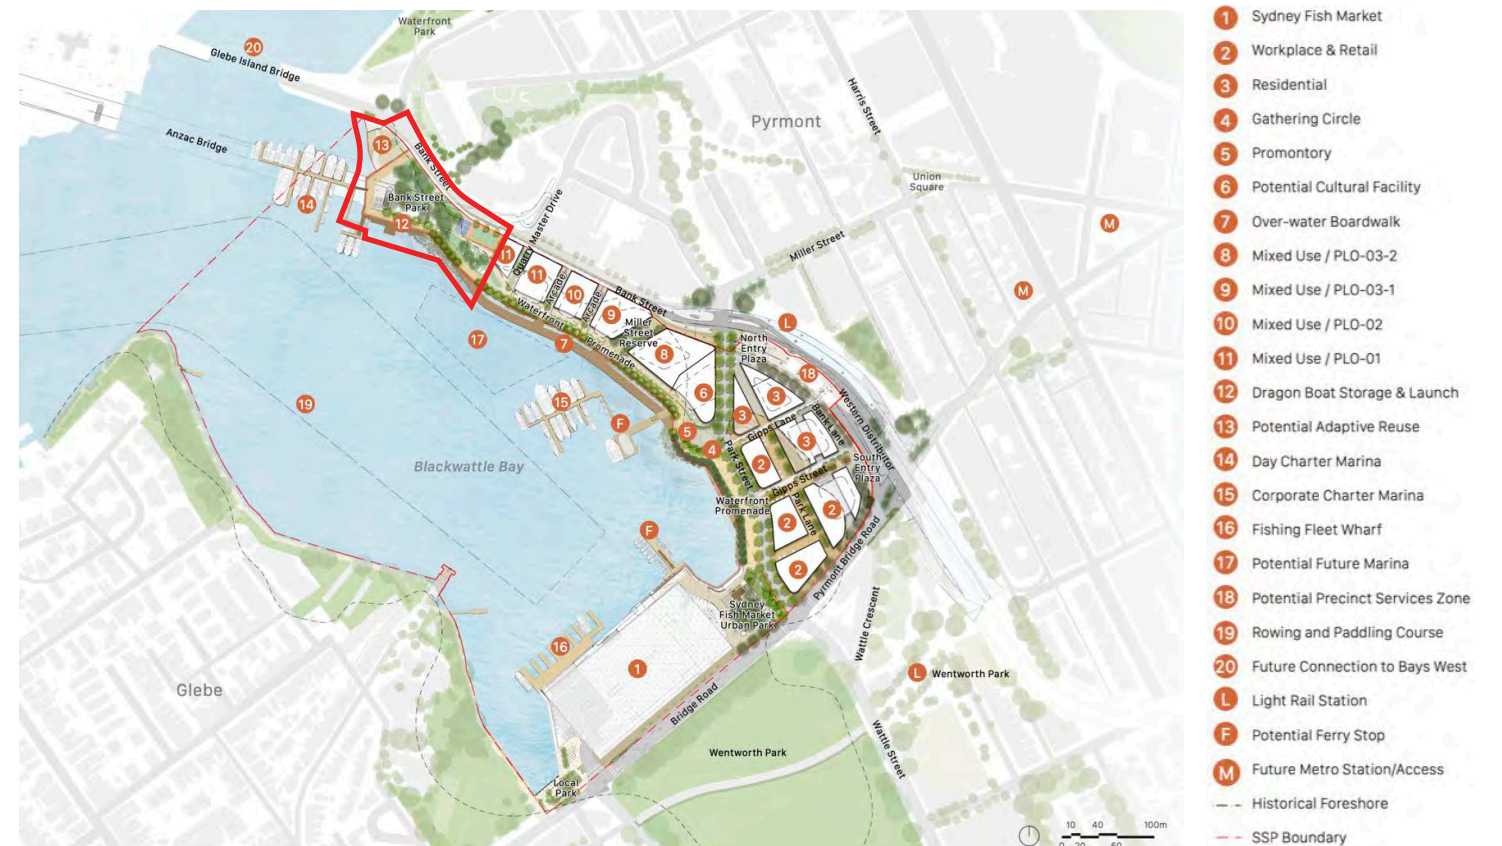 Waterfront
Park
20
Glebe Island Bridge
Anzac Bridge
Harris Street
Pyrmont
13
Bank Street
Union
Square
14
Bank Street
Park
12
Quarry Master Drive
M
Miller Street
11
11
Arcade
10
Arcade
9
Bank Street
M
Waterfront
Promenade
Miller
Street
Reserve
L
17
7
8
North
Entry
Plaza
18
6
3
Western Distributor
19
15
F
5
3
Gipps Lane
Bank Lane
3
4
Park Street
2
South
Entry
Plaza
Blackwattle Bay
Gipps Street
Waterfront
Promenade
Park Lane
2
2
F
2
Pyrmont Bridge Road
Sydney
Fish Market
Urban Park
Wattle Crescent
16
1
L
Wentworth Park
Glebe
Bridge Road
Wentworth Park
Wattle Street
Local
Park
10 40 100m
0 20 60
1 Sydney Fish Market
2 Workplace & Retail
3 Residential
4 Gathering Circle
5 Promontory
6 Potential Cultural Facility
7 Over-water Boardwalk
8 Mixed Use / PLO-03-2
9 Mixed Use / PLO-03-1
10 Mixed Use / PLO-02
11 Mixed Use / PLO-01
12 Dragon Boat Storage & Launch
13 Potential Adaptive Reuse
14 Day Charter Marina
15 Corporate Charter Marina
16 Fishing Fleet Wharf
17 Potential Future Marina
18 Potential Precinct Services Zone
19 Rowing and Paddling Course
20 Future Connection to Bays West
L Light Rail Station
F Potential Ferry Stop
M Future Metro Station/Access
Historical Foreshore
SSP Boundary